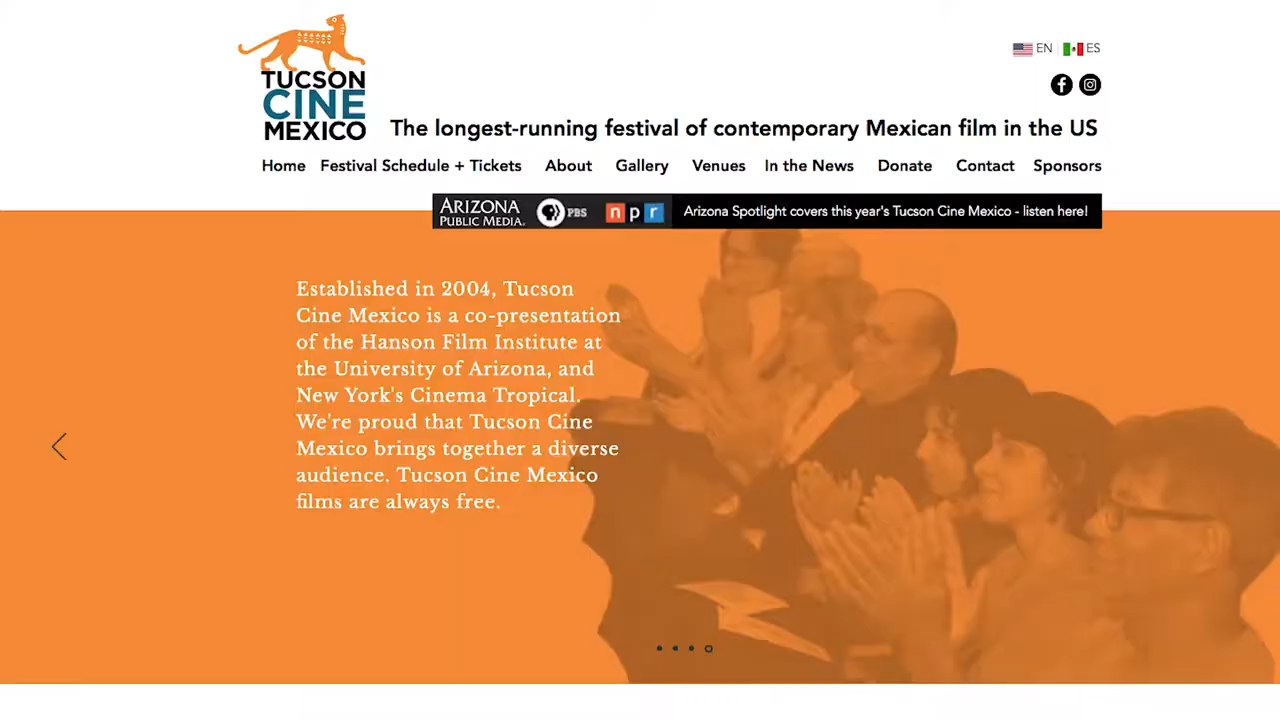 TUCSON
CINE
MEXICO
EN
ES
The longest-running festival of contemporary Mexican film in the US
Home Festival Schedule + Tickets About Gallery Venues In the News Donate Contact Sponsors
ARIZONA
PUBLIC MEDIA.
PBS
npr
Arizona Spotlight covers this year's Tucson Cine Mexico - listen here!
Established in 2004, Tucson
Cine Mexico is a co-presentation
of the Hanson Film Institute at
the University of Arizona, and
New York's Cinema Tropical.
We're proud that Tucson Cine
Mexico brings together a diverse
audience. Tucson Cine Mexico
films are always free.